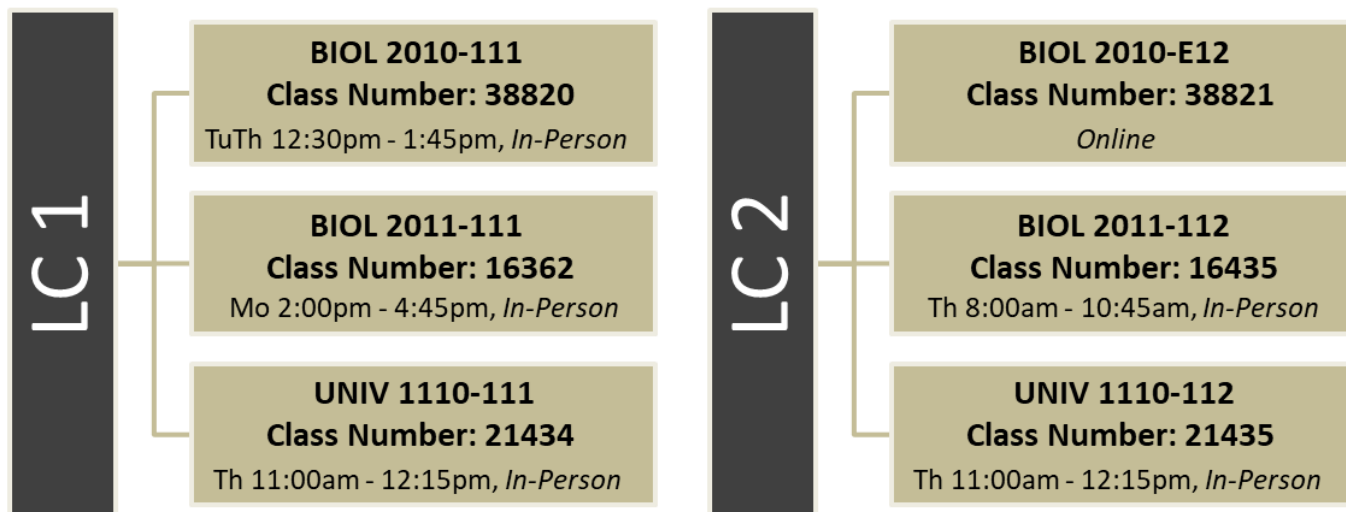 LC 1
BIOL 2010-111
Class Number: 38820
TuTh 12:30pm - 1:45pm, In-Person
BIOL 2011-111
Class Number: 16362
Mo 2:00pm - 4:45pm, In-Person
UNIV 1110-111
Class Number: 21434
Th 11:00am - 12:15pm, In-Person
LC 2
BIOL 2010-E12
Class Number: 38821
Online
BIOL 2011-112
Class Number: 16435
Th 8:00am - 10:45am, In-Person
UNIV 1110-112
Class Number: 21435
Th 11:00am - 12:15pm, In-Person